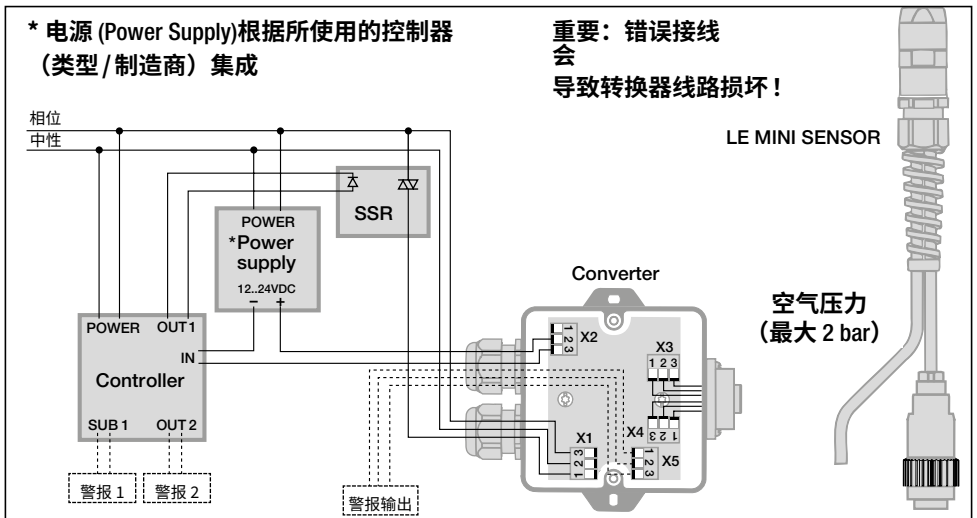 * 电源 (Power Supply)根据所使用的控制器
（类型 / 制造商）集成
重要：错误接线
会
导致转换器线路损坏！
相位
中性
LE MINI SENSOR
SSR
POWER
*Power
supply
12..24VDC
− +
Converter
空气压力
（最大 2 bar）
POWER OUT 1
IN
Controller
SUB 1 OUT 2
1 2 3
X2
X3
1 2 3
X4
1 2 3
X1
3 2 1
X5
1 2 3
警报 1
警报 2
警报输出